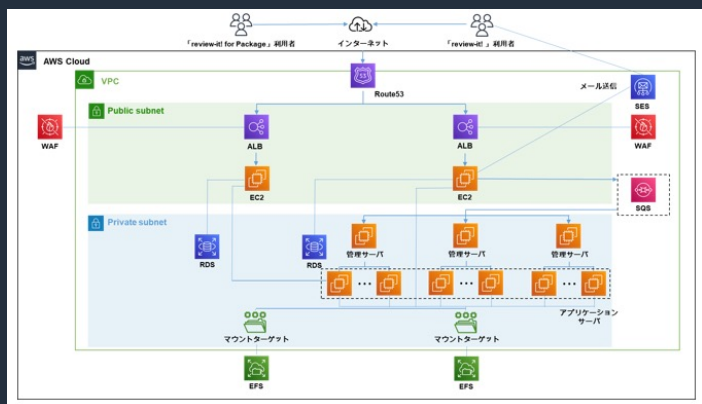 「review-it! for Package」利用者
インターネット
「review-it! 」利用者
aws
AWS Cloud
VPC
53
Route53
メール送信
SES
Public subnet
WAF
ALB
ALB
WAF
EC2
EC2
SQS
Private subnet
RDS
RDS
管理サーバ
管理サーバ
管理サーバ
アプリケーション
サーバ
マウントターゲット
マウントターゲット
EFS
EFS